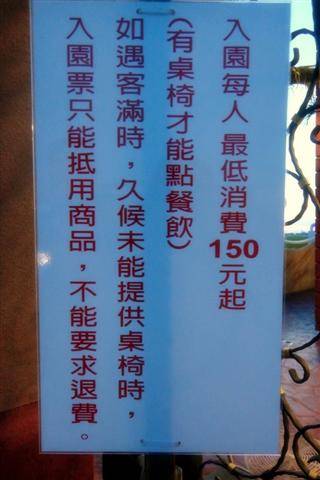 入園每人 最低消費150元起
(有桌椅才能點餐飲)
如遇客滿時，久候未能提供桌椅時，
入園票只能抵用商品，不能要求退費。